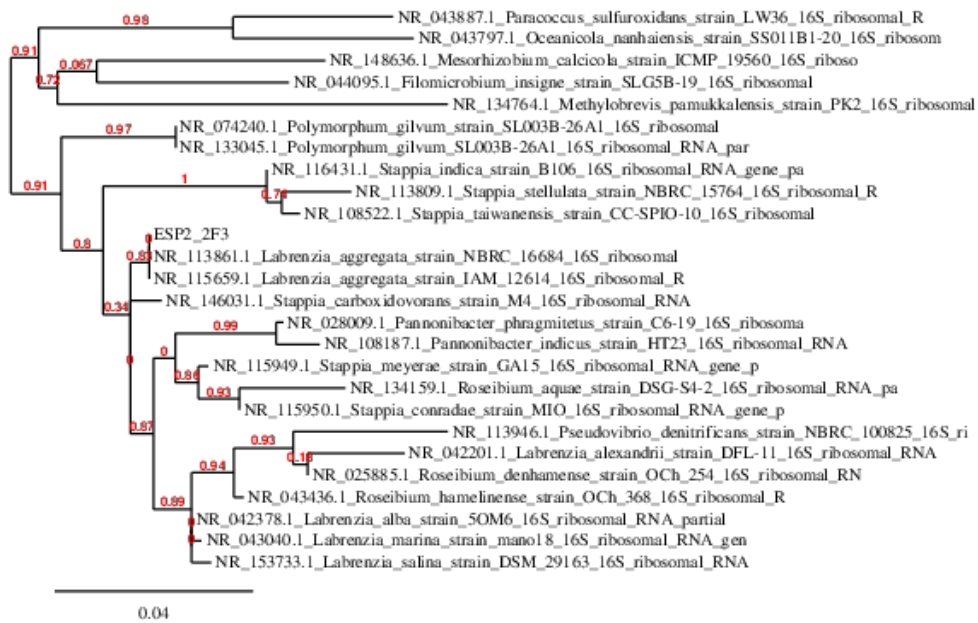 0.98
NR_043887.1_Paracoccus_sulfuroxidans_strain_LW36_16S_ribosomal_R
NR_043797.1_Oceanicola_nanhaiensis_strain_SS011B1-20_16S_ribosom
0.91
0.067
NR_148636.1_Mesorhizobium_calcicola_strain_ICMP_19560_16S_riboso
0.72
NR_044095.1_Filomicrobium_insigne_strain_SLG5B-19_16S_ribosomal
NR_134764.1_Methylobrevis_pamukkalensis_strain_PK2_16S_ribosomal
0.97
NR_074240.1_Polymorphum_gilvum_strain_SL003B-26A1_16S_ribosomal
NR_133045.1_Polymorphum_gilvum_SL003B-26A1_16S_ribosomal_RNA_par
0.91
1
NR_116431.1_Stappia_indica_strain_B106_16S_ribosomal_RNA_gene_pa
0.74
NR_113809.1_Stappia_stellulata_strain_NBRC_15764_16S_ribosomal_R
NR_108522.1_Stappia_taiwanensis_strain_CC-SPIO-10_16S_ribosomal
0.8
0
ESP2_2F3
NR_113861.1_Labrenzia_aggregata_strain_NBRC_16684_16S_ribosomal
NR_115659.1_Labrenzia_aggregata_strain_IAM_12614_16S_ribosomal_R
0.34
NR_146031.1_Stappia_carboxidovorans_strain_M4_16S_ribosomal_RNA
0.99
NR_028009.1_Pannonibacter_phragmitetus_strain_C6-19_16S_ribosoma
NR_108187.1_Pannonibacter_indicus_strain_HT23_16S_ribosomal_RNA
0
0
NR_115949.1_Stappia_meyerae_strain_GA15_16S_ribosomal_RNA_gene_p
0.86
0.93
NR_134159.1_Roseibium_aquae_strain_DSG-S4-2_16S_ribosomal_RNA_pa
NR_115950.1_Stappia_conradae_strain_MIO_16S_ribosomal_RNA_gene_p
0.87
0.93
NR_113946.1_Pseudovibrio_denitrificans_strain_NBRC_100825_16S_ri
NR_042201.1_Labrenzia_alexandrii_strain_DFL-11_16S_ribosomal_RNA
0.94
NR_025885.1_Roseibium_denhamense_strain_OCh_254_16S_ribosomal_RN
NR_043436.1_Roseibium_hamelinense_strain_OCh_368_16S_ribosomal_R
0.89
0
NR_042378.1_Labrenzia_alba_strain_5OM6_16S_ribosomal_RNA_partial
0
NR_043040.1_Labrenzia_marina_strain_mano18_16S_ribosomal_RNA_gen
NR_153733.1_Labrenzia_salina_strain_DSM_29163_16S_ribosomal_RNA
0.04